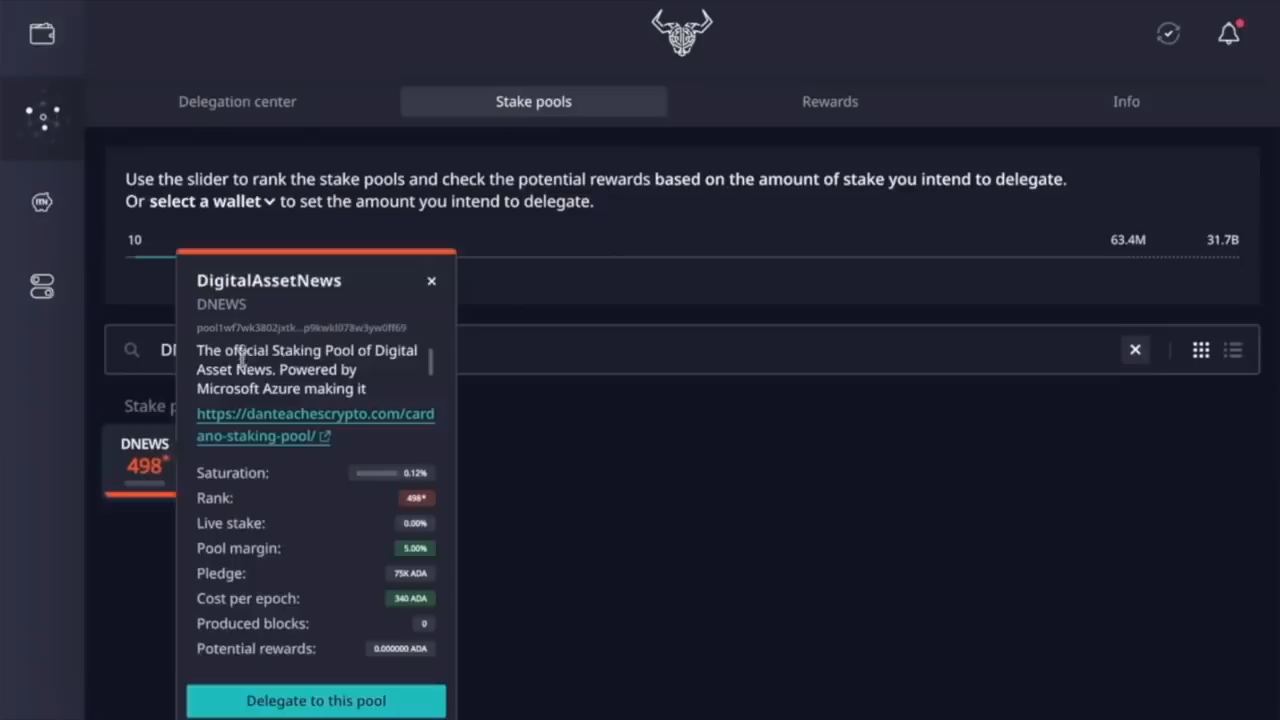 Delegation center
Stake pools
Rewards
Info
Use the slider to rank the stake pools and check the potential rewards based on the amount of stake you intend to delegate.
Or select a wallet to set the amount you intend to delegate.
10
63.4M
31.7B
DigitalAssetNews
DNEWS
The official Staking Pool of Digital
Asset News. Powered by
Microsoft Azure making it
https://danteachescrypto.com/card
ano-staking-pool/
Stake
DNEWS
498*
Saturation: 0.12%
Rank: 498*
Live stake: 0.00%
Pool margin: 5.00%
Pledge: 75K ADA
Cost per epoch: 340 ADA
Produced blocks: 0
Potential rewards: 0.000000 ADA
Delegate to this pool